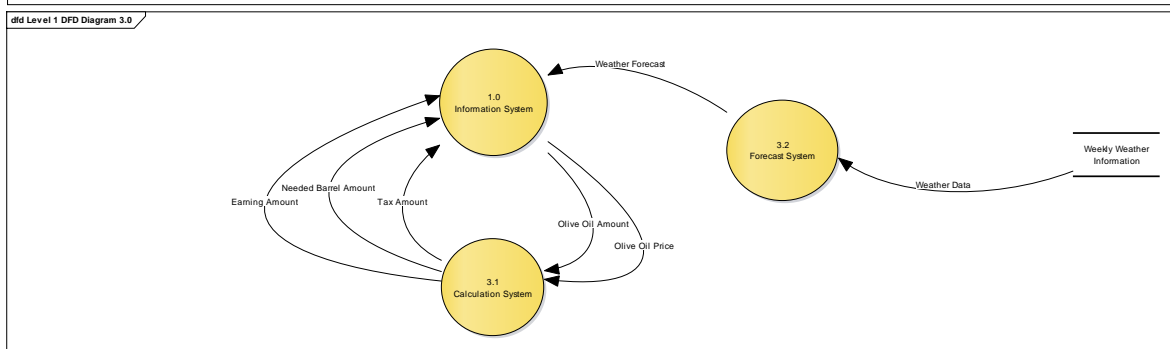 dfd Level 1 DFD Diagram 3.0
1.0
Information System
Weather Forecast
3.2
Forecast System
Weekly Weather
Information
Weather Data
Needed Barrel Amount
Earning Amount
Tax Amount
Olive Oil Amount
Olive Oil Price
3.1
Calculation System